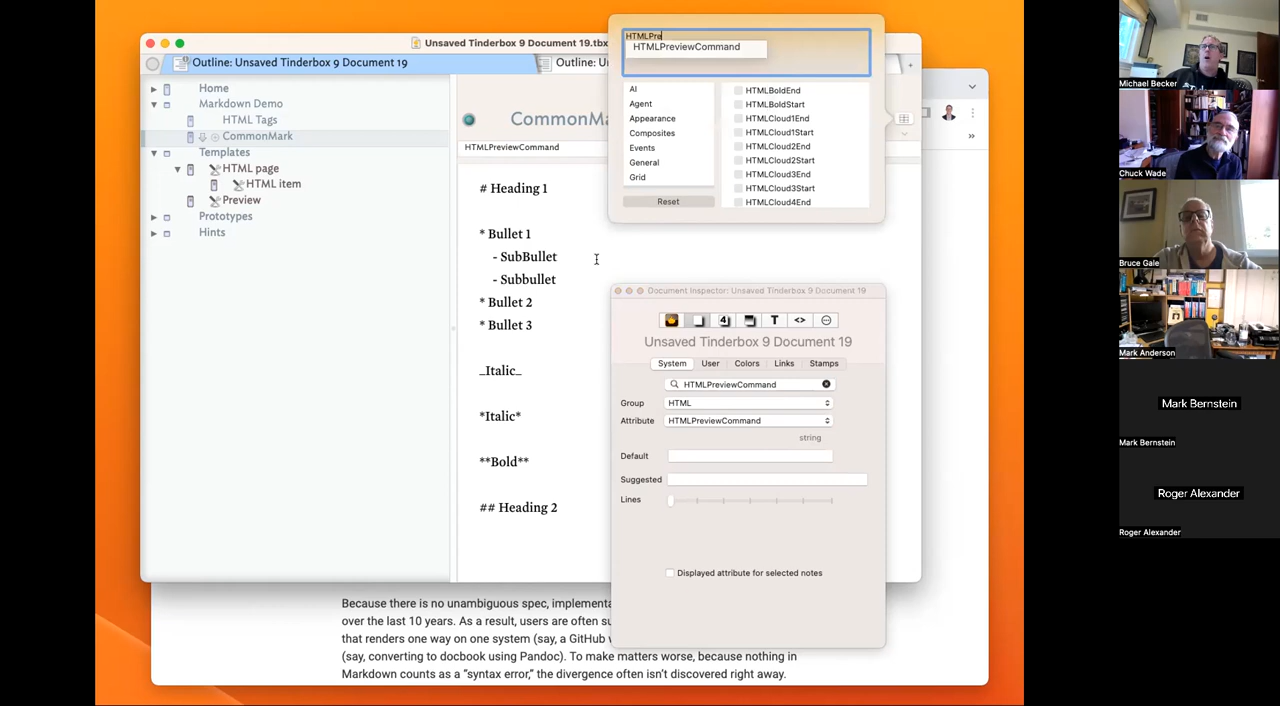 Unsaved Tinderbox 9 Document 19.tbx
Outline: Unsaved Tinderbox 9 Document 19
Outline: Un
Home
Markdown Demo
HTML Tags
CommonMark
Templates
HTML page
HTML item
Preview
Prototypes
Hints
CommonMa
HTMLPreviewCommand
# Heading 1
* Bullet 1
- SubBullet
- Subbullet
* Bullet 2
* Bullet 3
_Italic_
*Italic*
**Bold**
## Heading 2
HTMLPre
HTMLPreviewCommand
AI
Agent
Appearance
Composites
Events
General
Grid
Reset
HTMLBoldEnd
HTMLBoldStart
HTMLCloud1End
HTMLCloud1Start
HTMLCloud2End
HTMLCloud2Start
HTMLCloud3End
HTMLCloud3Start
HTMLCloud4End
Document Inspector: Unsaved Tinderbox 9 Document 19
4
T
<>
Unsaved Tinderbox 9 Document 19
System
User
Colors
Links
Stamps
HTMLPreviewCommand
Group
HTML
Attribute
HTMLPreviewCommand
string
Default
Suggested
Lines
Displayed attribute for selected notes
Because there is no unambiguous spec, implementa
over the last 10 years. As a result, users are often su
that renders one way on one system (say, a GitHub
(say, converting to docbook using Pandoc). To make matters worse, because nothing in
Markdown counts as a “syntax error,” the divergence often isn't discovered right away.
Michael Becker
Chuck Wade
Bruce Gale
Mark Anderson
Mark Bernstein
Mark Bernstein
Roger Alexander
Roger Alexander